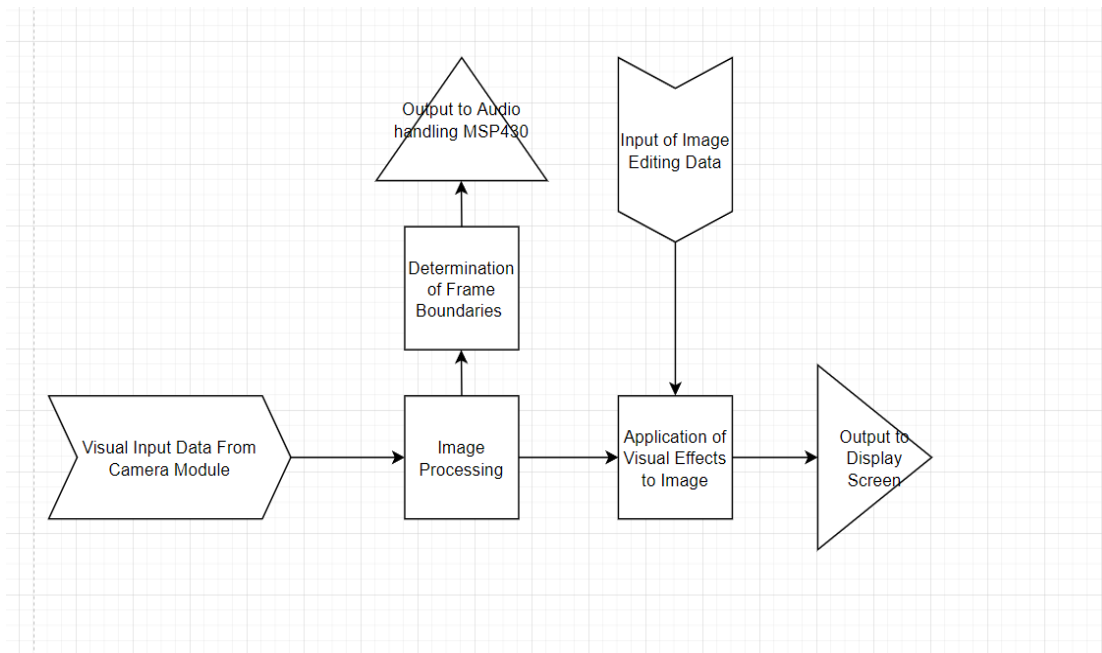 Output to Audio
handling MSP430
Input of Image
Editing Data
Determination
of Frame
Boundaries
Visual Input Data From
Camera Module
Image
Processing
Application of
Visual Effects
to Image
Output to
Display
Screen